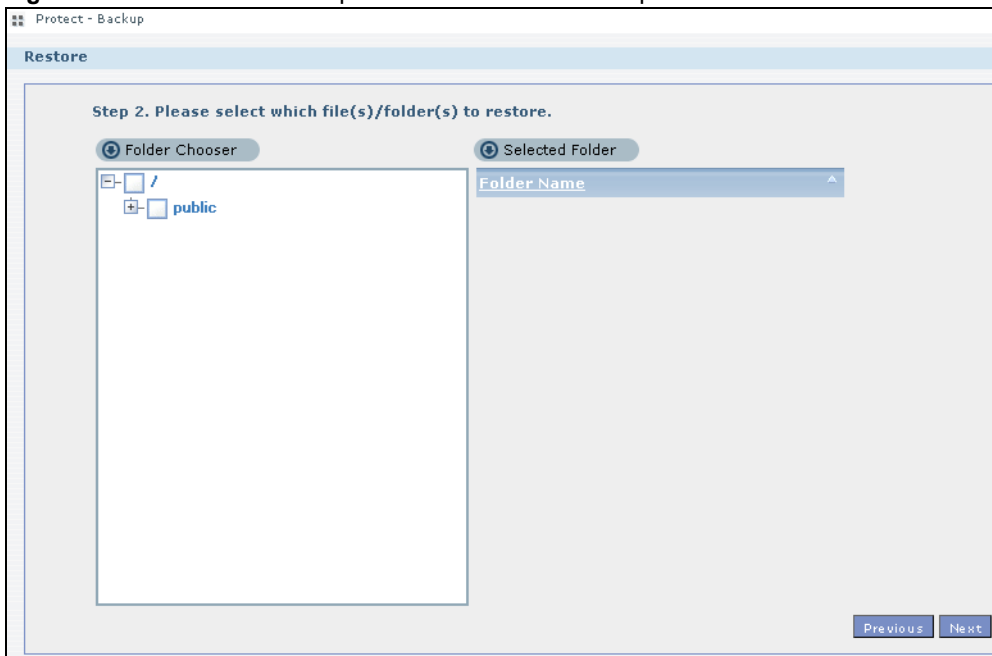 Protect - Backup
Restore
Step 2. Please select which file(s)/folder(s) to restore.
Folder Chooser
Selected Folder
/
public
Folder Name
Previous
Next